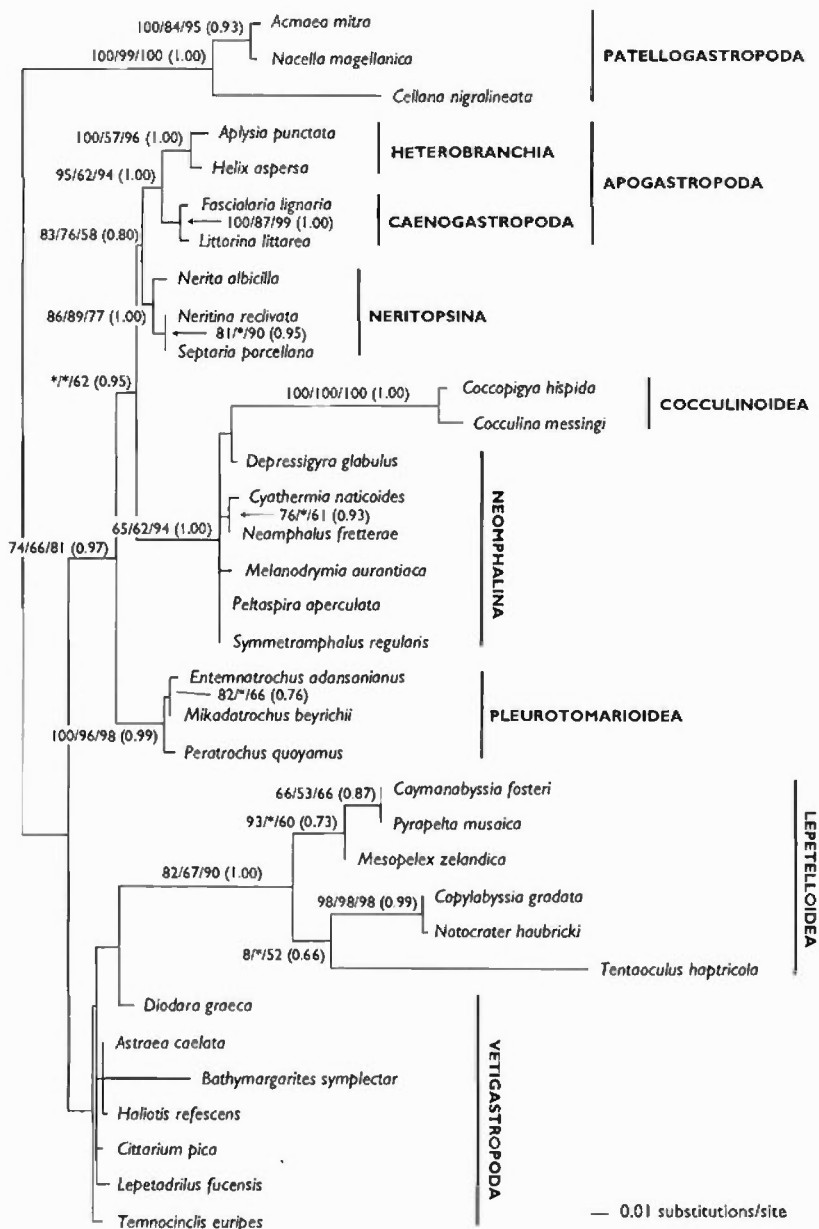 100/84/95 (0.93)
Acmaea mitra
Nacella magellanica
100/99/100 (1.00)
PATELLOGASTROPODA
Cellana nigrolineata
100/57/96 (1.00)
Aplysia punctata
HETEROBRANCHIA
Helix aspersa
95/62/94 (1.00)
APOGASTROPODA
Fasciolaria lignaria
100/87/99 (1.00)
CAENOGASTROPODA
Littorina littorea
83/76/58 (0.80)
Nerita albicilla
86/89/77 (1.00)
Neritina reclivata
NERITOPSINA
81/*/90 (0.95)
Septaria porcellana
*/*/62 (0.95)
100/100/100 (1.00)
Coccopigya hispida
COCCULINOIDEA
Cocculina messingi
Depressigyra globulus
Cyathermia naticoides
76/*/61 (0.93)
NEOMPHALINA
65/62/94 (1.00)
Neomphalus fretterae
74/66/81 (0.97)
Melanodrymia aurantiaca
Peltospira operculata
Symmetromphalus regularis
Entemnotrochus adansonianus
82/*/66 (0.76)
Mikadotrochus beyrichii
PLEUROTOMARIOIDEA
100/96/98 (0.99)
Perotrochus quoyanus
66/53/66 (0.87)
Caymanabyssia fosteri
93/*/60 (0.73)
Pyropelta musaica
Mesopelex zelandica
LEPETELLOIDEA
82/67/90 (1.00)
98/98/98 (0.99)
Copylabyssia gradata
Notocrater houbricki
8/*/52 (0.66)
Tentaoculus haptricola
Diodora graeca
Astraea caelata
VETIGASTROPODA
Bathymargarites symplector
Haliotis refescens
Cittarium pica
Lepetodrilus fucensis
Temnocinclis euripes
0.01 substitutions/site